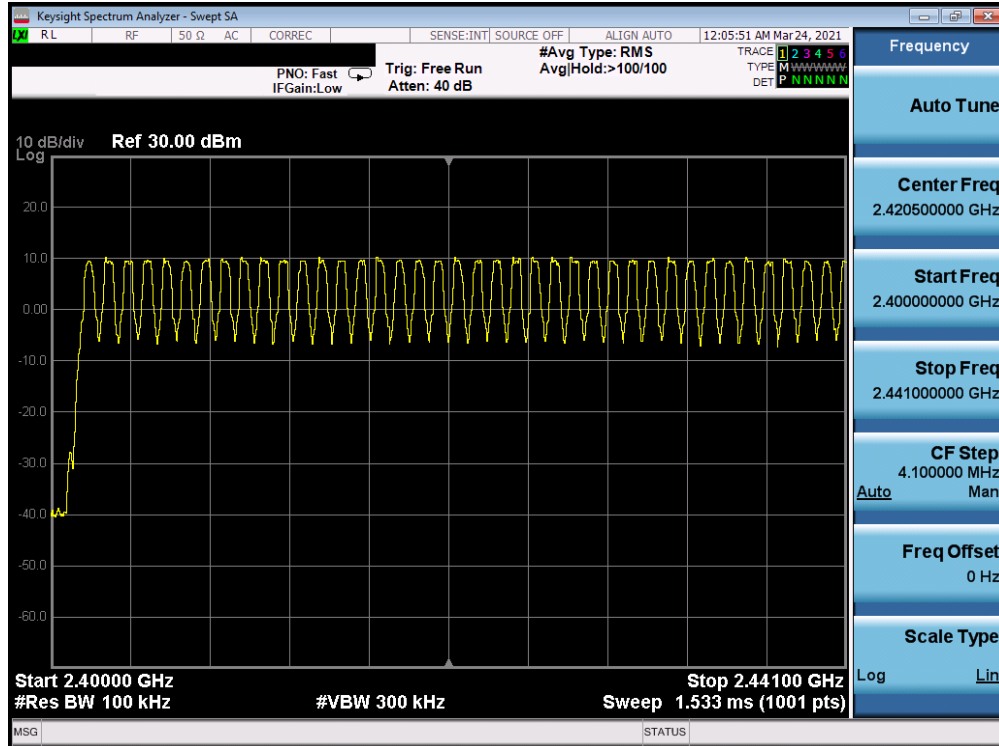 Keysight Spectrum Analyzer - Swept SA
LXI RL RF 50 Ω AC CORREC SENSE:INT SOURCE OFF ALIGN AUTO 12:05:51 AM Mar 24, 2021
PNO: Fast
IFGain:Low
Trig: Free Run
Atten: 40 dB
#Avg Type: RMS
Avg|Hold:>100/100
TRACE 1 2 3 4 5 6
TYPE M WWWWW
DET P N N N N N
10 dB/div
Log
Ref 30.00 dBm
20.0
10.0
0.00
-10.0
-20.0
-30.0
-40.0
-50.0
-60.0
Start 2.40000 GHz Stop 2.44100 GHz
#Res BW 100 kHz #VBW 300 kHz Sweep 1.533 ms (1001 pts)
MSG STATUS
Frequency
Auto Tune
Center Freq
2.420500000 GHz
Start Freq
2.400000000 GHz
Stop Freq
2.441000000 GHz
CF Step
4.100000 MHz
Auto Man
Freq Offset
0 Hz
Scale Type
Log Lin